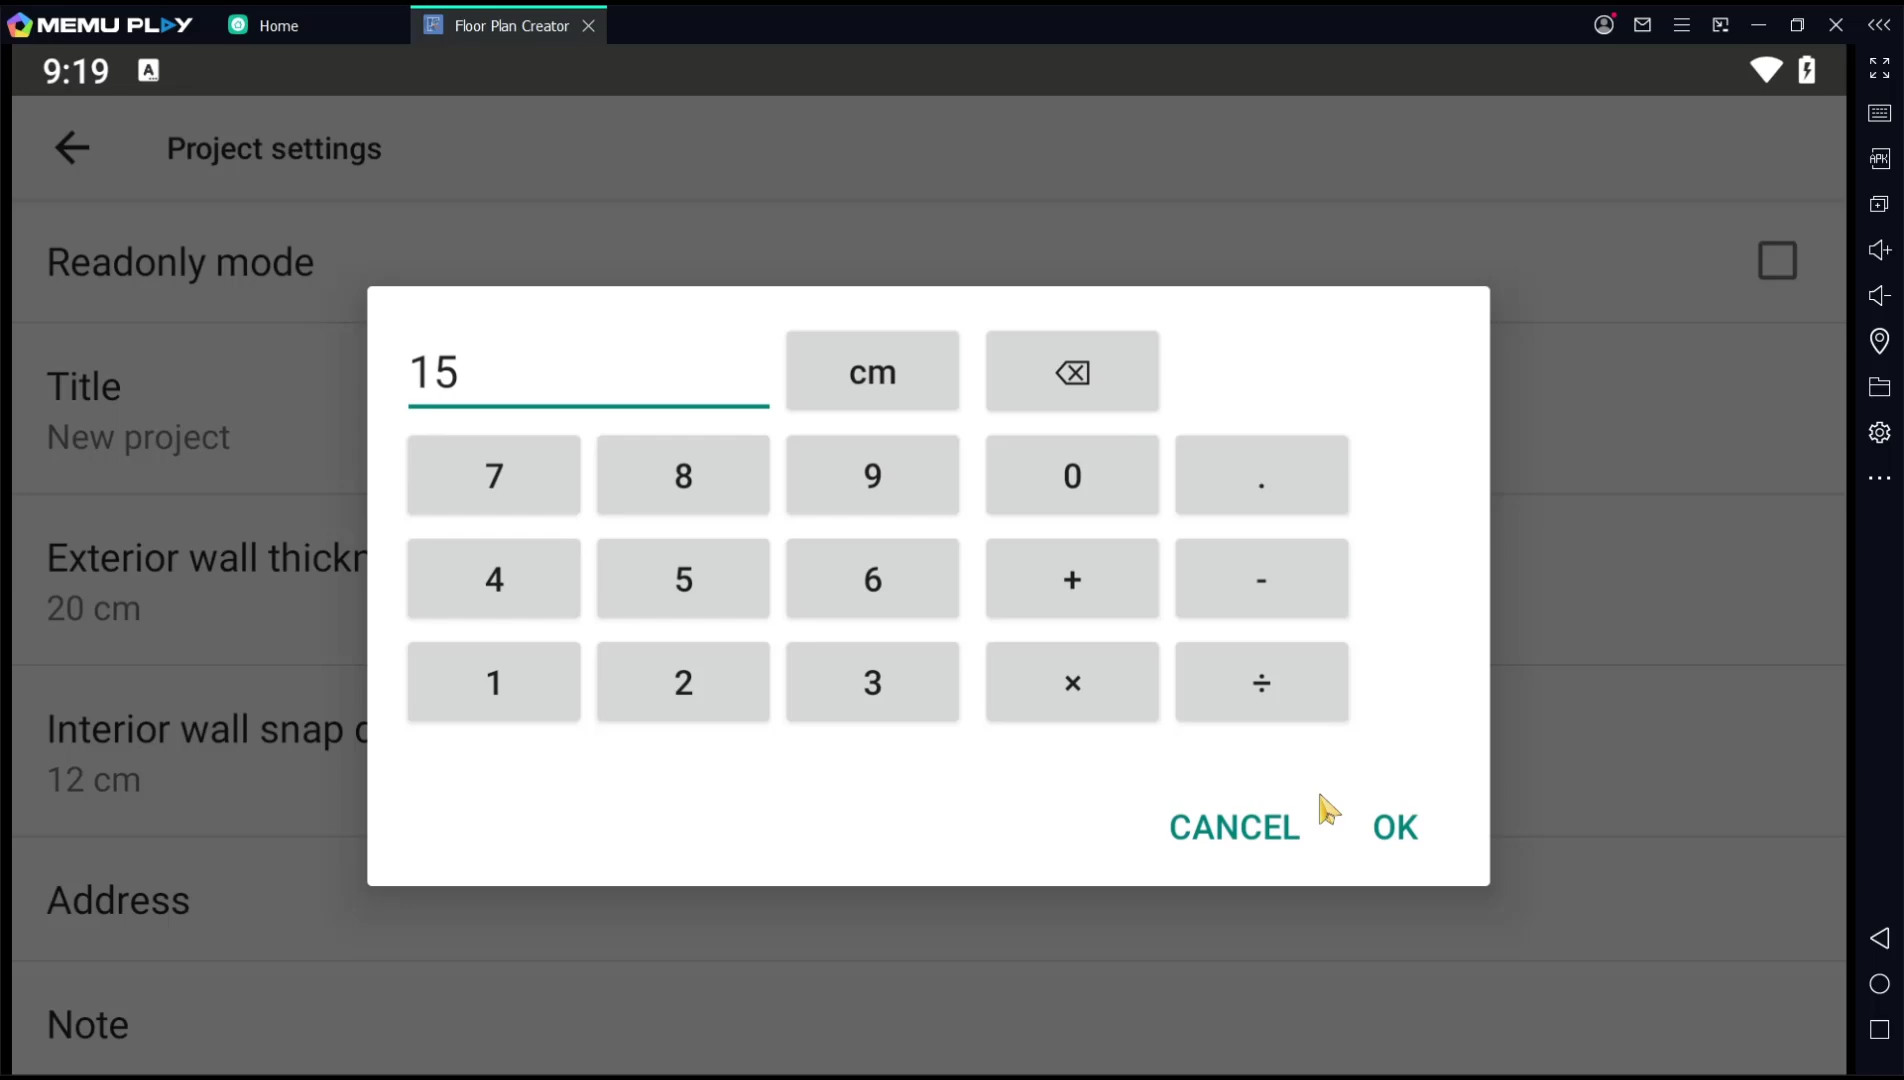 MEMU PLAY
Home
Floor Plan Creator
9:19
A
Project settings
Readonly mode
Title
New project
Exterior wall thickn
20 cm
Interior wall snap d
12 cm
Address
Note
15
cm
7
8
9
0
.
4
5
6
+
-
1
2
3
×
÷
CANCEL
OK
APK